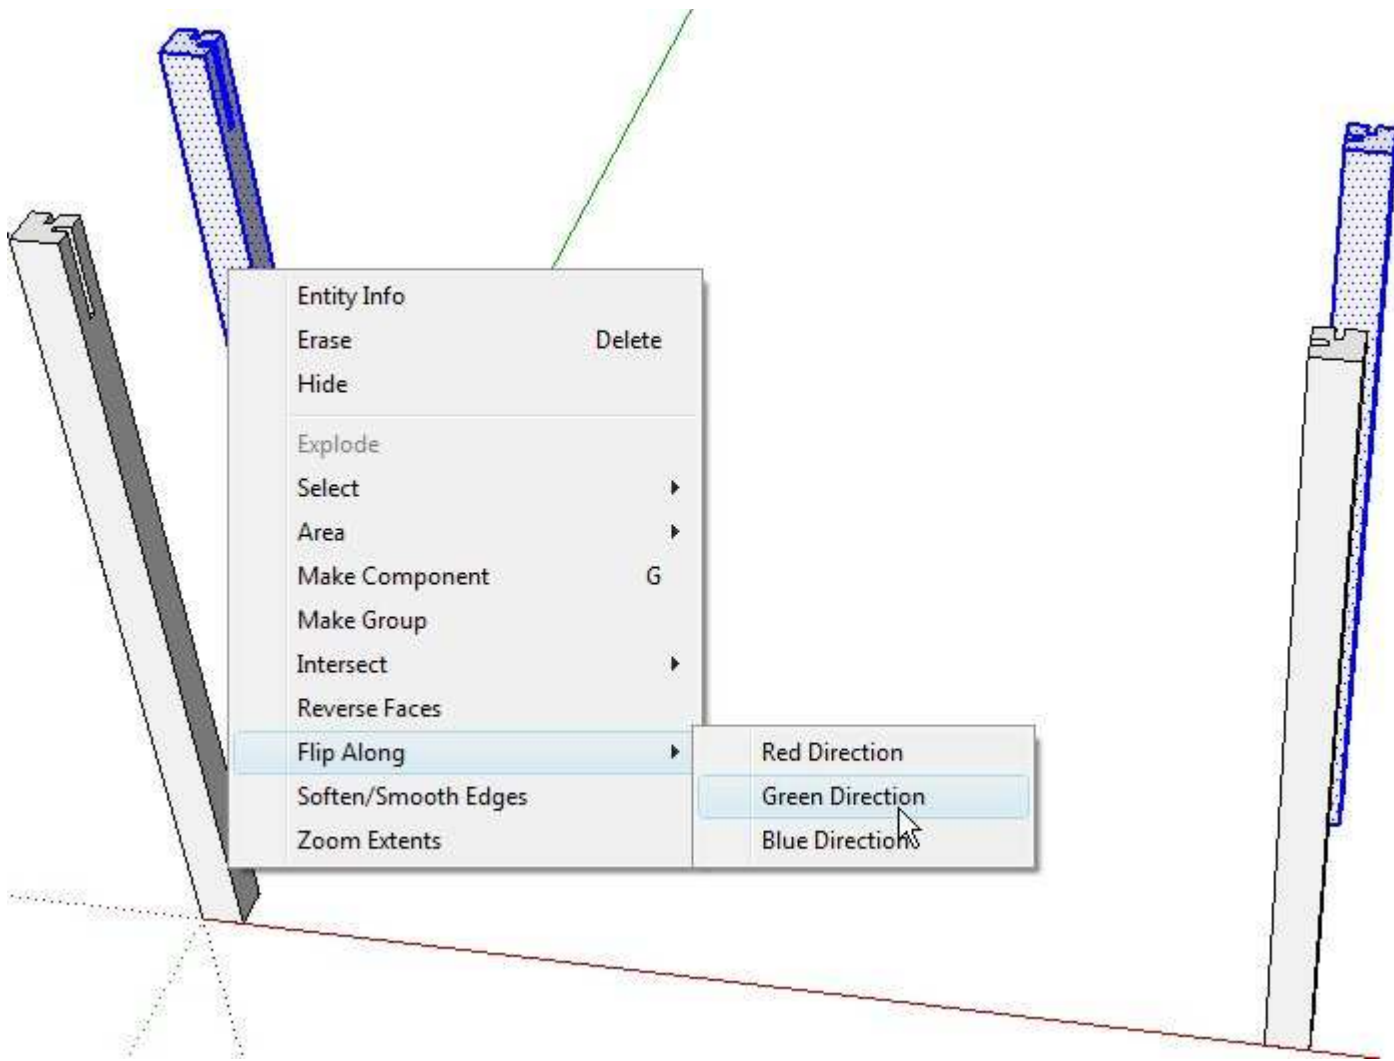 Entity Info
Erase Delete
Hide
Explode
Select
Area
Make Component G
Make Group
Intersect
Reverse Faces
Flip Along
Red Direction
Soften/Smooth Edges
Green Direction
Zoom Extents
Blue Direction